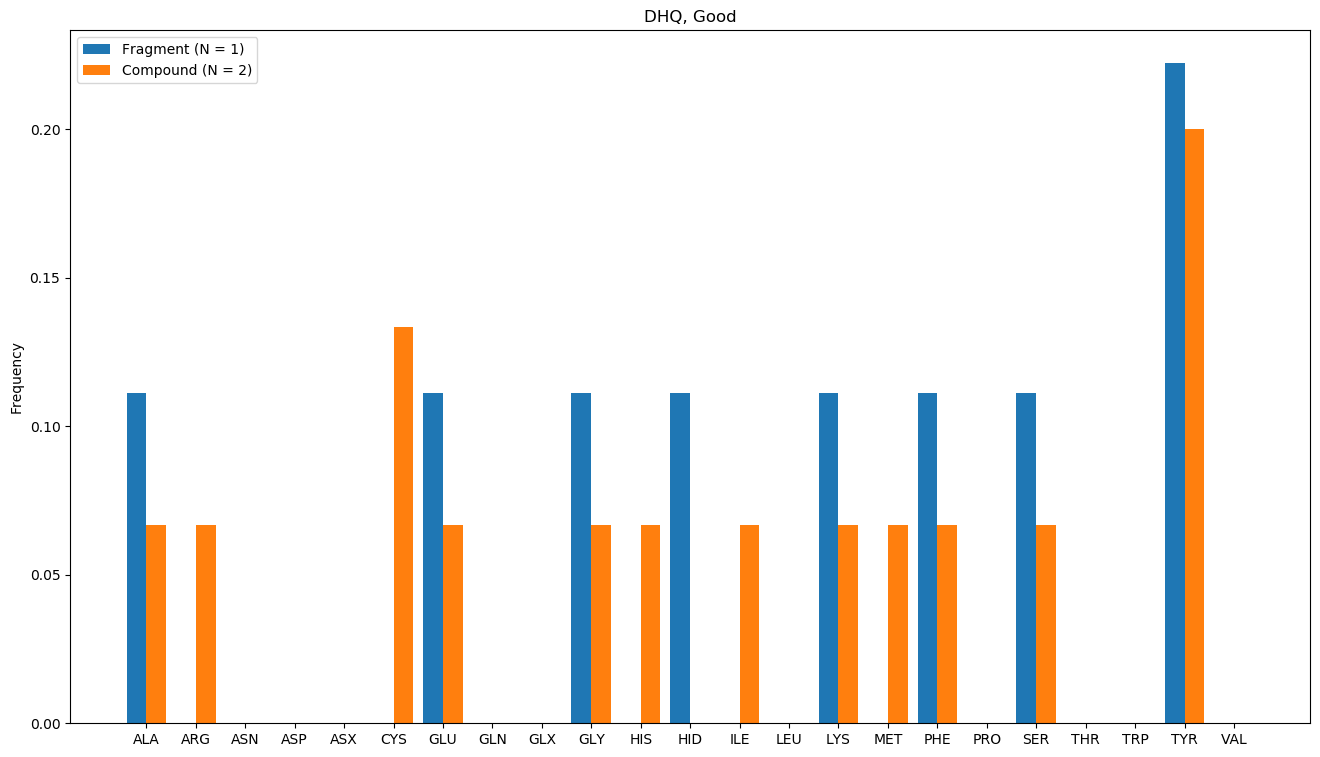 DHQ, Good
Fragment (N = 1)
Compound (N = 2)
Frequency
0.20
0.15
0.10
0.05
0.00
ALA ARG ASN ASP ASX CYS GLU GLN GLX GLY HIS HID ILE LEU LYS MET PHE PRO SER THR TRP TYR VAL